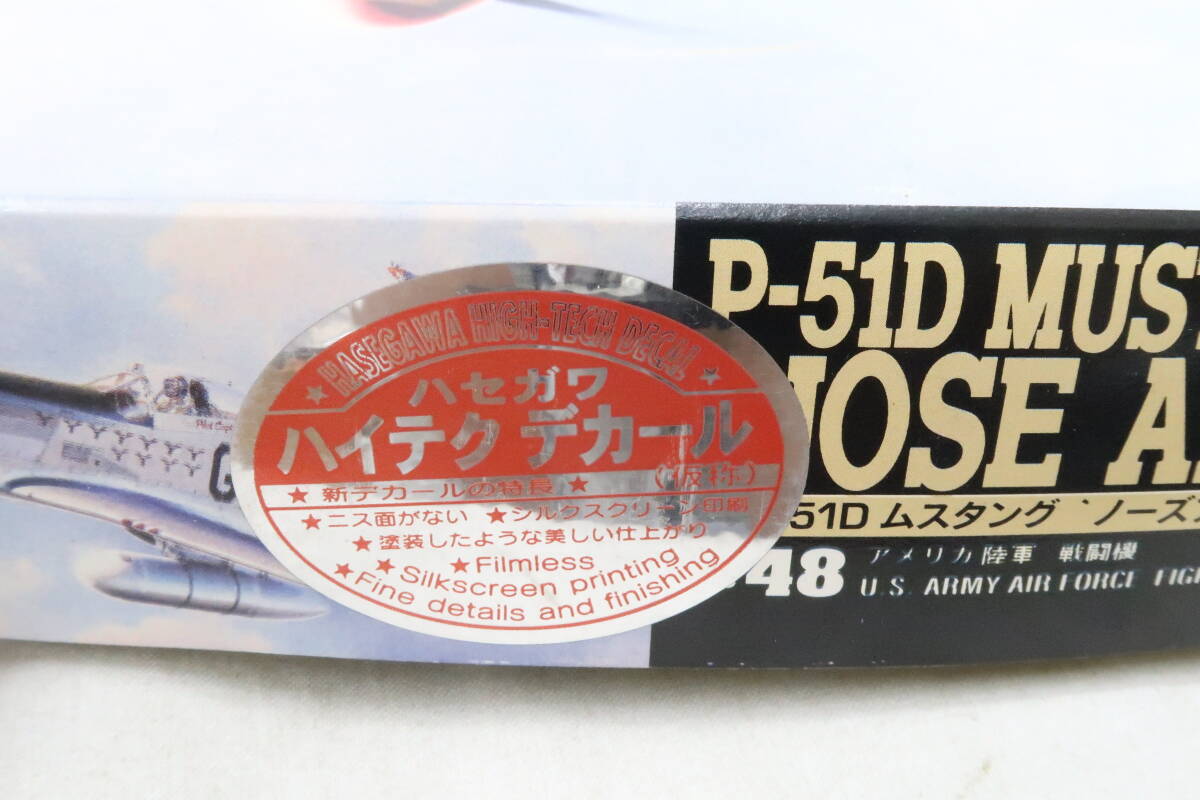 HASEGAWA HIGH-TECH DECAL
ハセガワ
ハイテク デカール
(仮称)
★ 新デカールの特長 ★
★ニス面がない ★シルクスクリーン印刷
★塗装したような美しい仕上がり
★Filmless
★Silkscreen printing
★Fine details and finishing
P-51D MUST
NOSE A
51D ムスタング ゛ノーズ
48 アメリカ陸軍 戦闘機
U.S. ARMY AIR FORCE FIGH
Pilot Capt
G